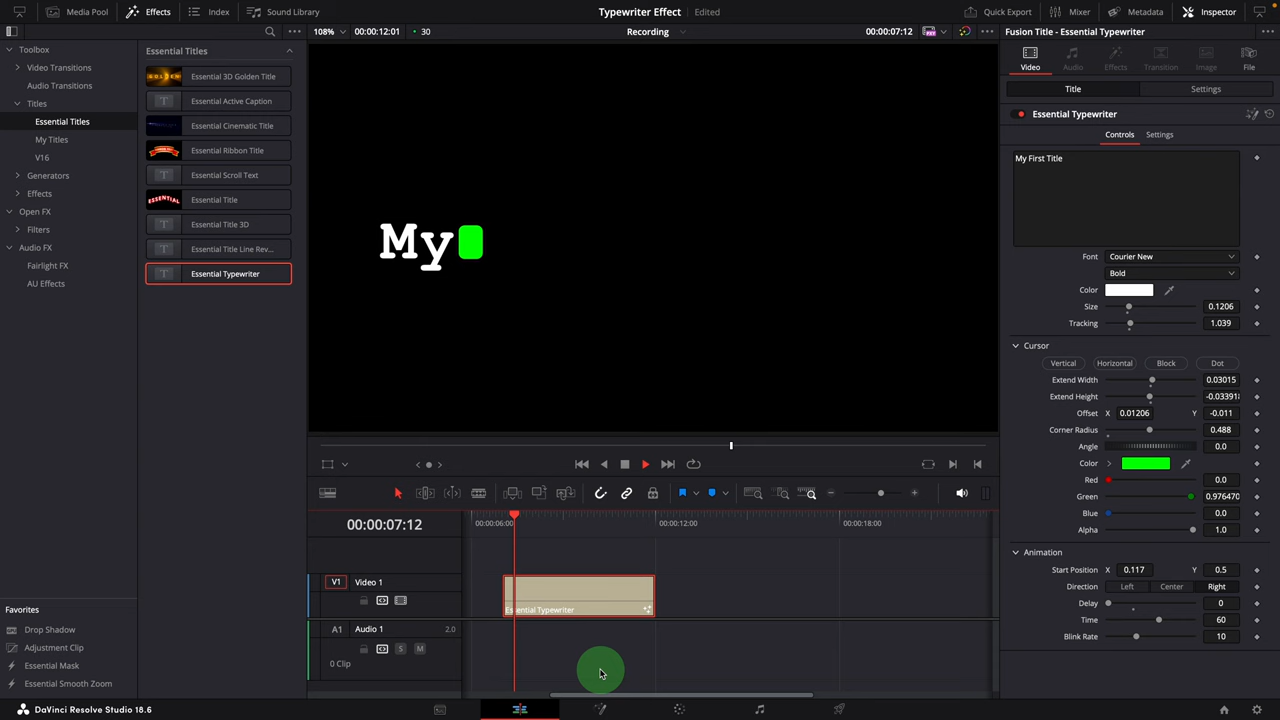 Media Pool
Effects
Index
Sound Library
Typewriter Effect
Edited
Quick Export
Mixer
Metadata
Inspector
108%
00:00:12:01
30
Recording
00:00:07:12
Fusion Title - Essential Typewriter
Toolbox
Video Transitions
Audio Transitions
Titles
Essential Titles
My Titles
V16
Generators
Effects
Open FX
Filters
Audio FX
Fairlight FX
AU Effects
Favorites
Drop Shadow
Adjustment Clip
Essential Mask
Essential Smooth Zoom
Essential Titles
GOLDEN
Essential 3D Golden Title
T
Essential Active Caption
Essential Cinematic Title
Essential Ribbon Title
T
Essential Scroll Text
ESSENTIAL
Essential Title
T
Essential Title 3D
T
Essential Title Line Rev...
T
Essential Typewriter
My
Video
Audio
Effects
Transition
Image
File
Title
Settings
Essential Typewriter
Controls
Settings
My First Title
Font
Courier New
Bold
Color
Size
0.1206
Tracking
1.039
Cursor
Vertical
Horizontal
Block
Dot
Extend Width
0.03015
Extend Height
-0.033918
Offset
X
0.01206
Y
-0.011
Corner Radius
0.488
Angle
0.0
Color
Red
0.0
Green
0.976470
Blue
0.0
Alpha
1.0
Animation
Start Position
X
0.117
Y
0.5
Direction
Left
Center
Right
Delay
0
Time
60
Blink Rate
10
00:00:07:12
00:00:06:00
00:00:12:00
00:00:18:00
V1
Video 1
Essential Typewriter
A1
Audio 1
2.0
S
M
0 Clip
DaVinci Resolve Studio 18.6